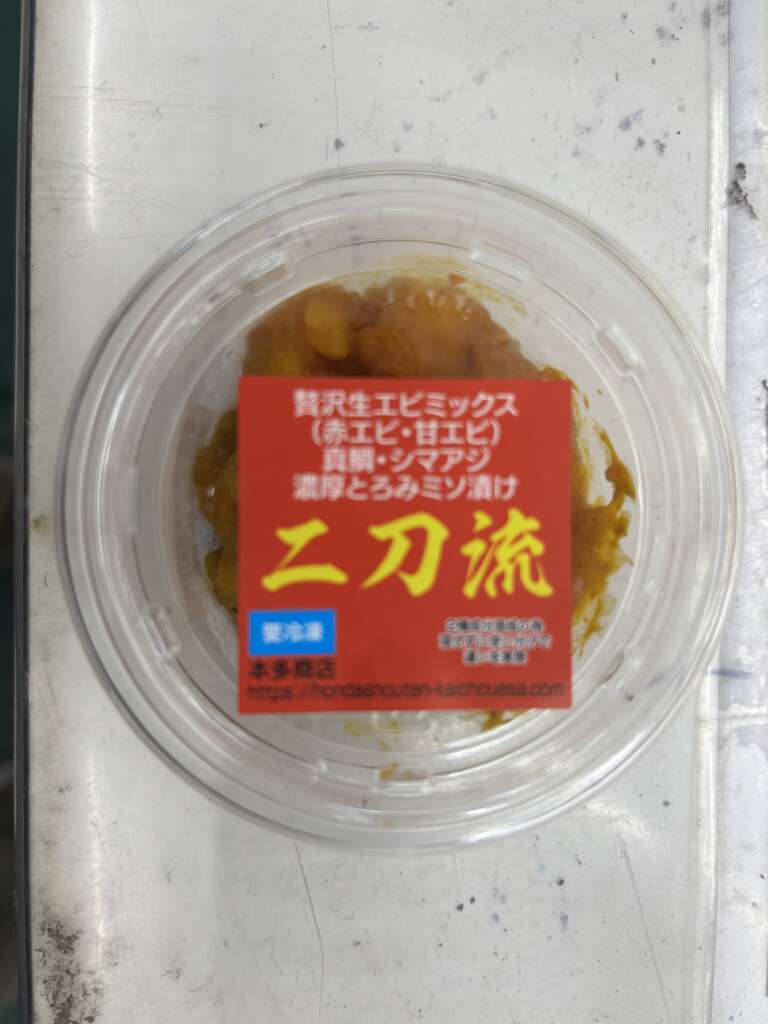 贅沢生エビミックス
（赤エビ・甘エビ）
真鯛・シマアジ
濃厚とろみミソ漬け
二刀流
要冷凍
本多商店
https://hondashouten-kaichouesa.com